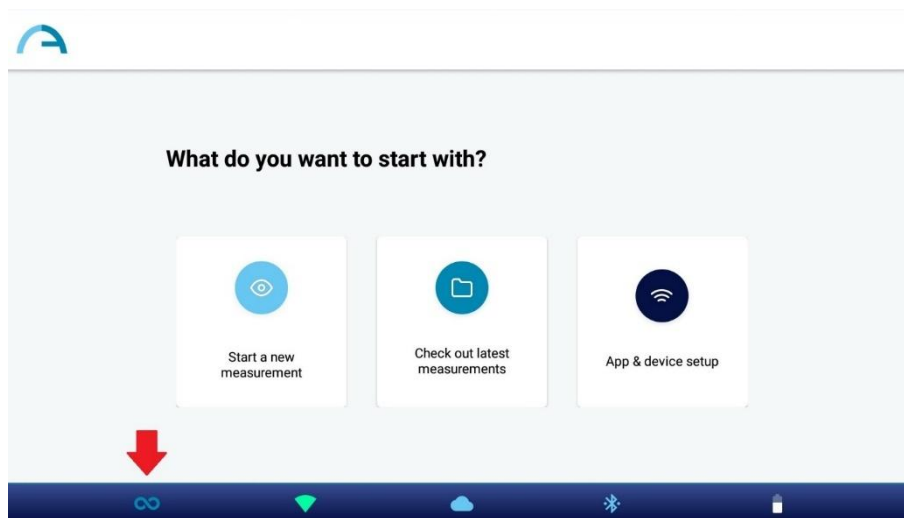 What do you want to start with?
Start a new
measurement
Check out latest
measurements
App & device setup